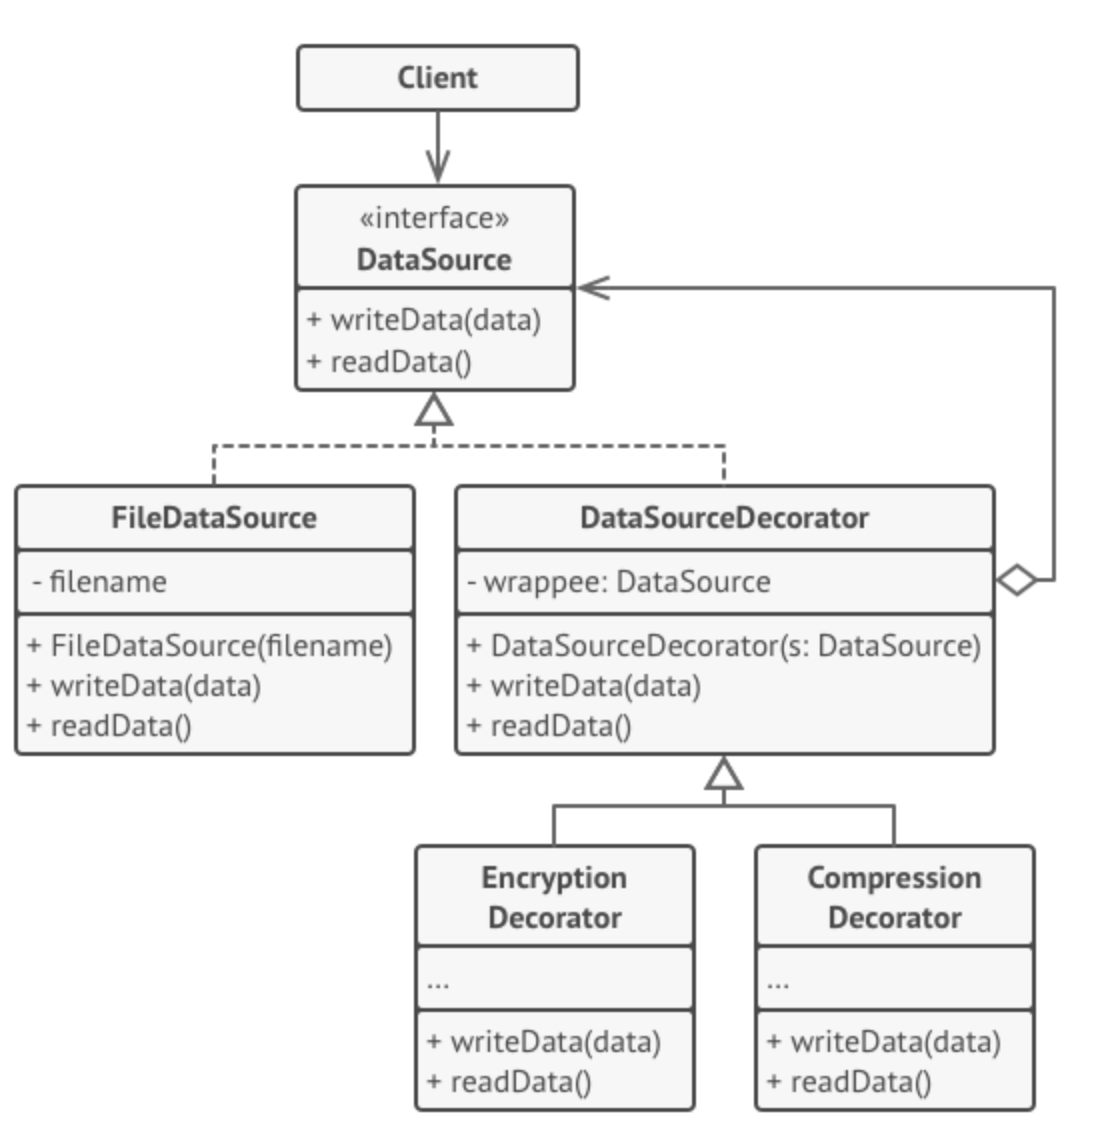 Client
«interface»
DataSource
+ writeData(data)
+ readData()
FileDataSource
- filename
+ FileDataSource(filename)
+ writeData(data)
+ readData()
DataSourceDecorator
- wrappee: DataSource
+ DataSourceDecorator(s: DataSource)
+ writeData(data)
+ readData()
Encryption
Decorator
...
+ writeData(data)
+ readData()
Compression
Decorator
...
+ writeData(data)
+ readData()